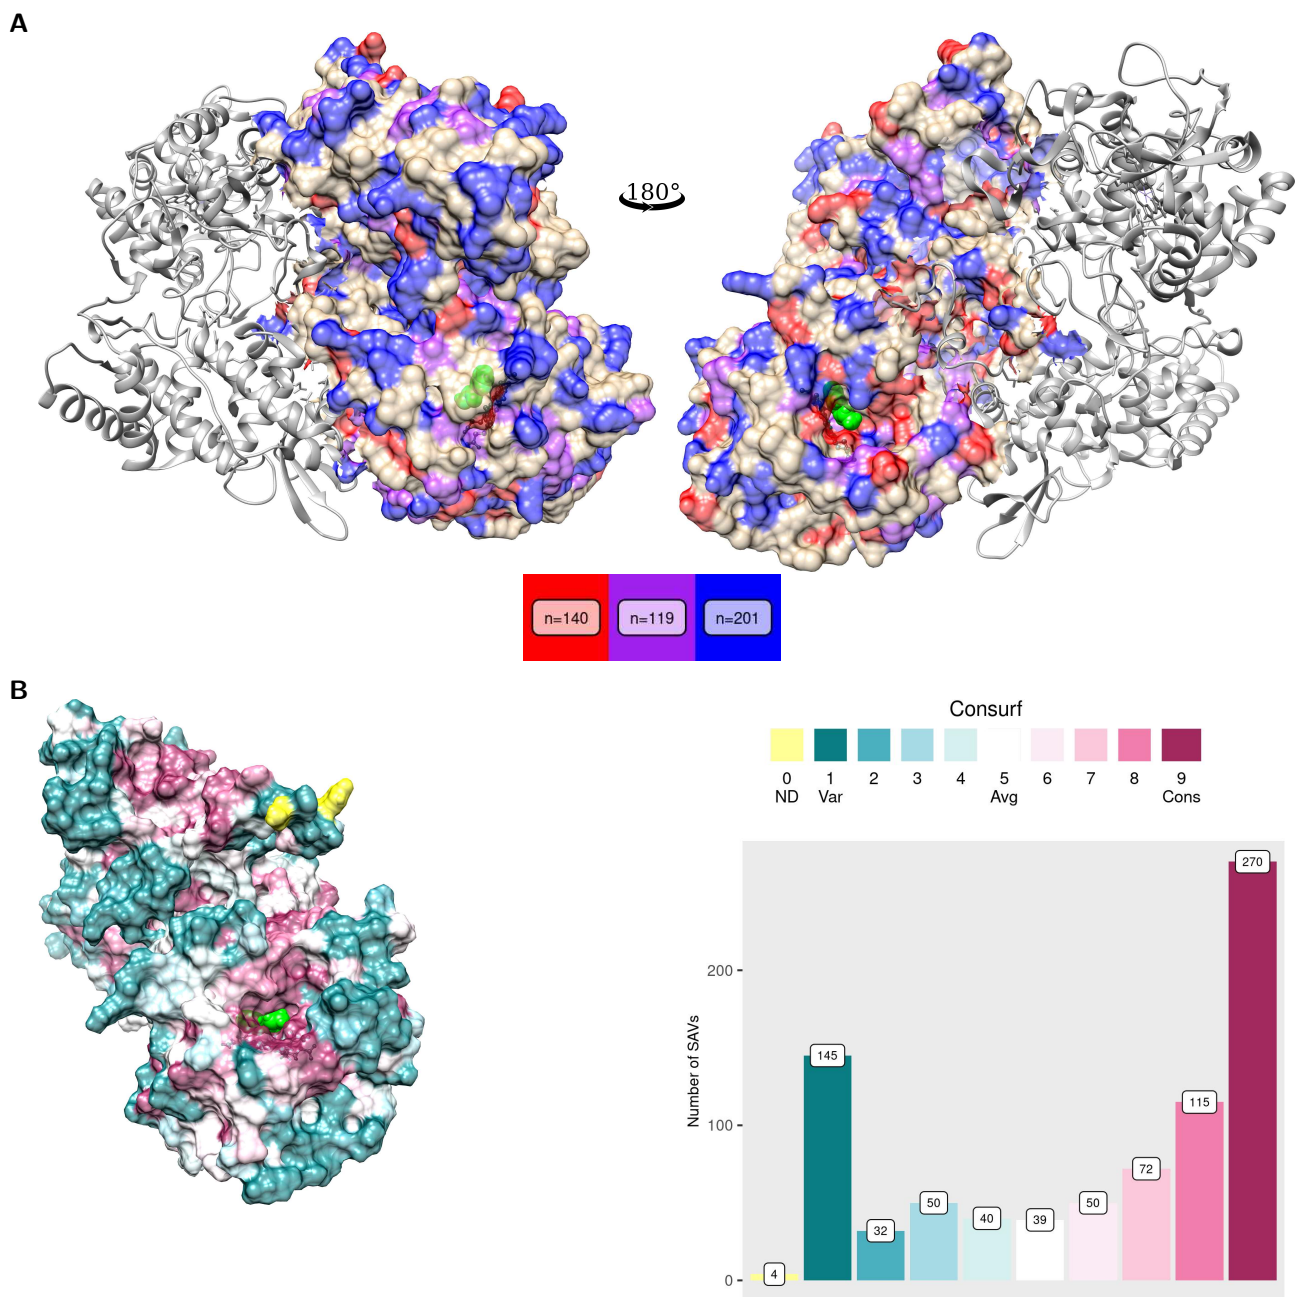 A
180°
n=140 n=119 n=201
B
Consurf
0 1 2 3 4 5 6 7 8 9
ND Var Avg Cons
Number of SAVs
200
100
0
4 145 32 50 40 39 50 72 115 270